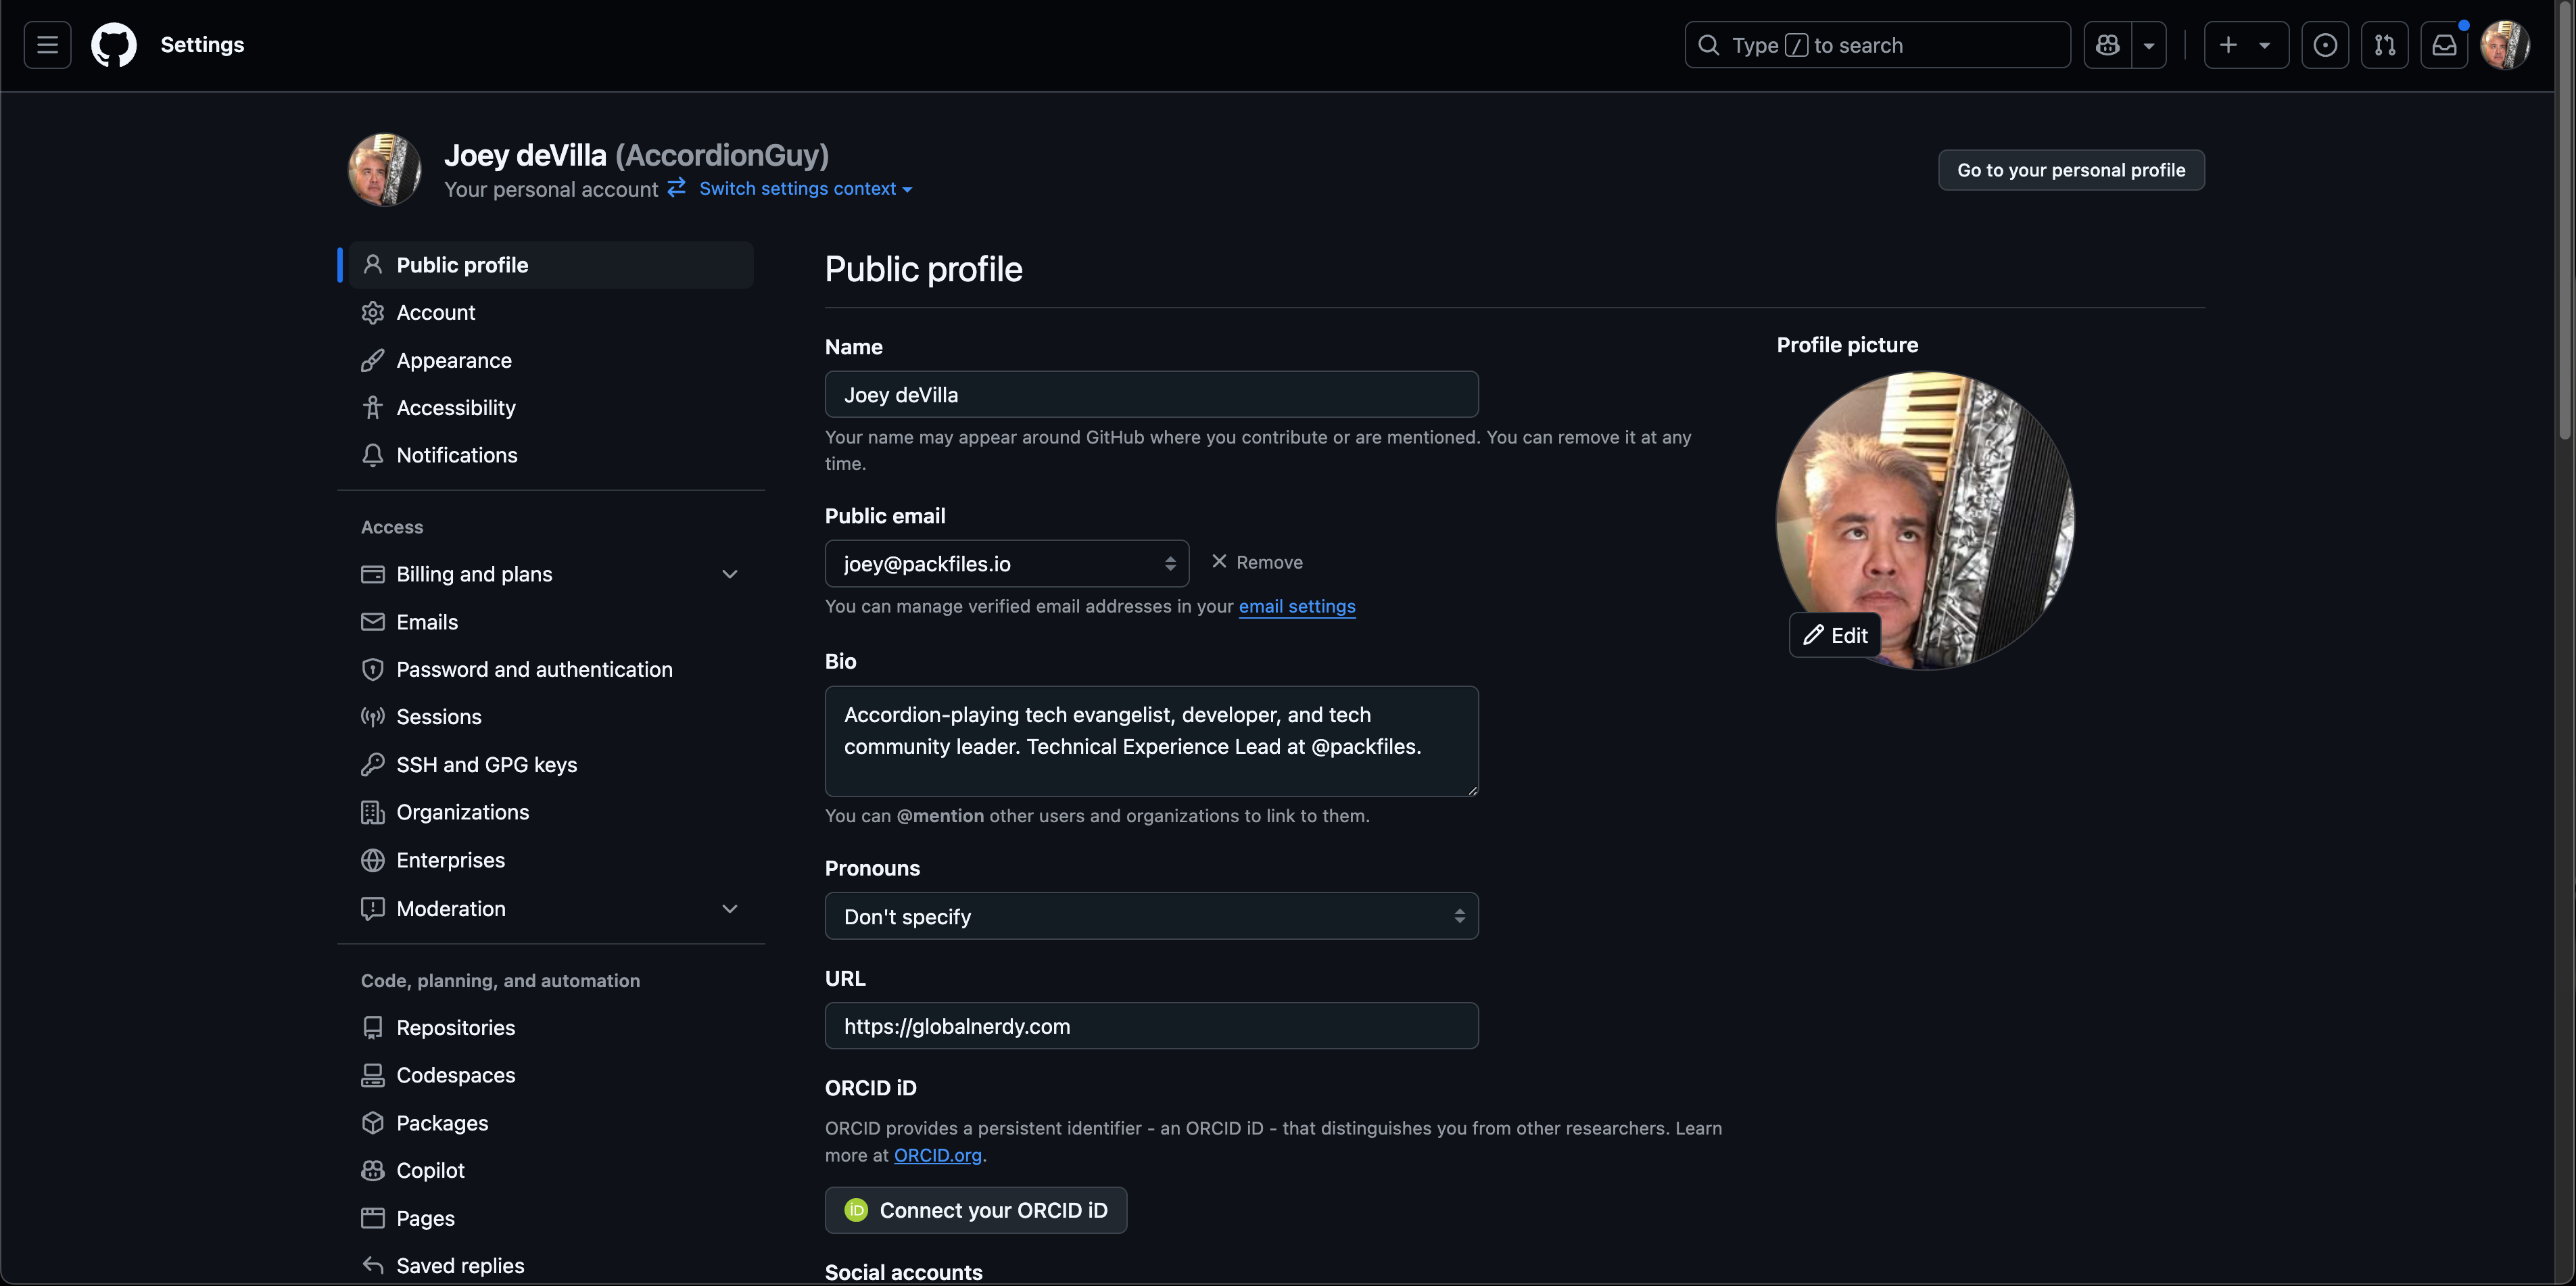 Settings
Type / to search
Joey deVilla (AccordionGuy)
Your personal account Switch settings context
Go to your personal profile
Public profile
Account
Appearance
Accessibility
Notifications
Access
Billing and plans
Emails
Password and authentication
Sessions
SSH and GPG keys
Organizations
Enterprises
Moderation
Code, planning, and automation
Repositories
Codespaces
Packages
Copilot
Pages
Saved replies
Public profile
Name
Joey deVilla
Your name may appear around GitHub where you contribute or are mentioned. You can remove it at any
time.
Public email
joey@packfiles.io
Remove
You can manage verified email addresses in your email settings
Bio
Accordion-playing tech evangelist, developer, and tech
community leader. Technical Experience Lead at @packfiles.
You can @mention other users and organizations to link to them.
Pronouns
Don't specify
URL
https://globalnerdy.com
ORCID iD
ORCID provides a persistent identifier - an ORCID iD - that distinguishes you from other researchers. Learn
more at ORCID.org.
iD Connect your ORCID iD
Social accounts
Profile picture
Edit